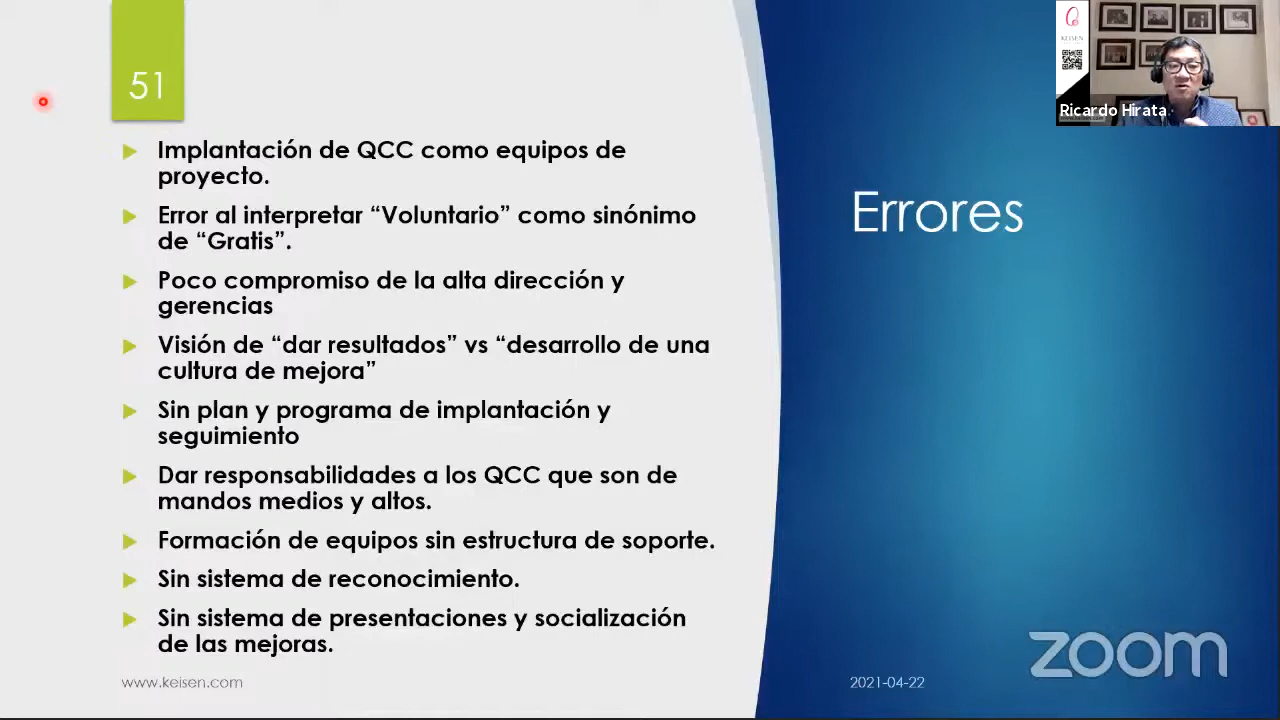 51
Implantación de QCC como equipos de
proyecto.
Error al interpretar “Voluntario” como sinónimo
de “Gratis”.
Poco compromiso de la alta dirección y
gerencias
Visión de “dar resultados” vs “desarrollo de una
cultura de mejora”
Sin plan y programa de implantación y
seguimiento
Dar responsabilidades a los QCC que son de
mandos medios y altos.
Formación de equipos sin estructura de soporte.
Sin sistema de reconocimiento.
Sin sistema de presentaciones y socialización
de las mejoras.
www.keisen.com
Errores
2021-04-22
KEISEN
Ricardo Hirata
zoom